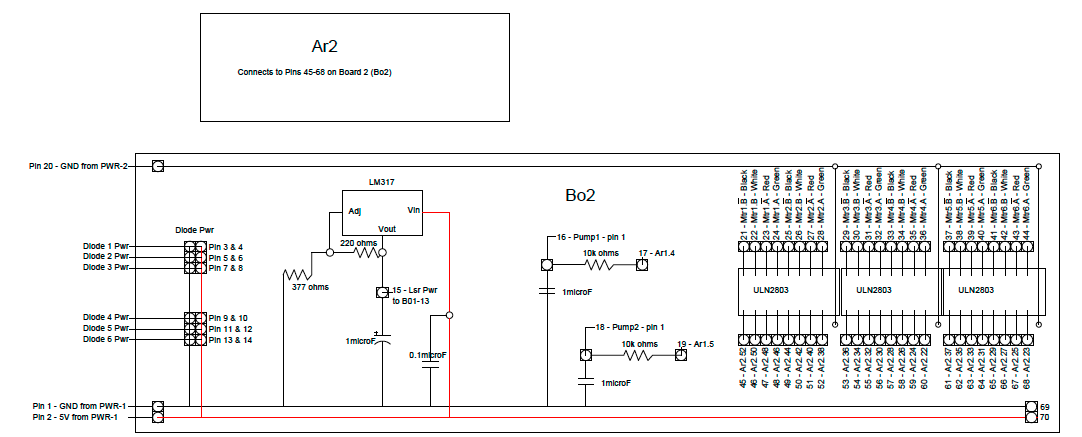 Ar2
Connects to Pins 45-68 on Board 2 (Bo2)
Pin 20 - GND from PWR-2
LM317
Bo2
Adj
Vin
Vout
Diode Pwr
220 ohms
377 ohms
Diode 1 Pwr
Pin 3 & 4
Diode 2 Pwr
Pin 5 & 6
Diode 3 Pwr
Pin 7 & 8
Diode 4 Pwr
Pin 9 & 10
Diode 5 Pwr
Pin 11 & 12
Diode 6 Pwr
Pin 13 & 14
15 - Lsr Pwr
to B01-13
1microF
0.1microF
16 - Pump1 - pin 1
10k ohms
17 - Ar1.4
1microF
18 - Pump2 - pin 1
10k ohms
19 - Ar1.5
1microF
21 - Mtr1.B - Black
22 - Mtr1.B - White
23 - Mtr1.A - Red
24 - Mtr1.A - Green
25 - Mtr2.B - Black
26 - Mtr2.B - White
27 - Mtr2.A - Red
28 - Mtr2.A - Green
29 - Mtr3.B - Black
30 - Mtr3.B - White
31 - Mtr3.A - Red
32 - Mtr3.A - Green
33 - Mtr4.B - Black
34 - Mtr4.B - White
35 - Mtr4.A - Red
36 - Mtr4.A - Green
37 - Mtr5.B - Black
38 - Mtr5.B - White
39 - Mtr5.A - Red
40 - Mtr5.A - Green
41 - Mtr6.B - Black
42 - Mtr6.B - White
43 - Mtr6.A - Red
44 - Mtr6.A - Green
ULN2803
ULN2803
ULN2803
45 - Ar2.52
46 - Ar2.50
47 - Ar2.48
48 - Ar2.46
49 - Ar2.44
50 - Ar2.42
51 - Ar2.40
52 - Ar2.38
53 - Ar2.36
54 - Ar2.34
55 - Ar2.32
56 - Ar2.30
57 - Ar2.28
58 - Ar2.26
59 - Ar2.24
60 - Ar2.22
61 - Ar2.37
62 - Ar2.35
63 - Ar2.33
64 - Ar2.31
65 - Ar2.29
66 - Ar2.27
67 - Ar2.25
68 - Ar2.23
Pin 1 - GND from PWR-1
69
Pin 2 - 5V from PWR-1
70